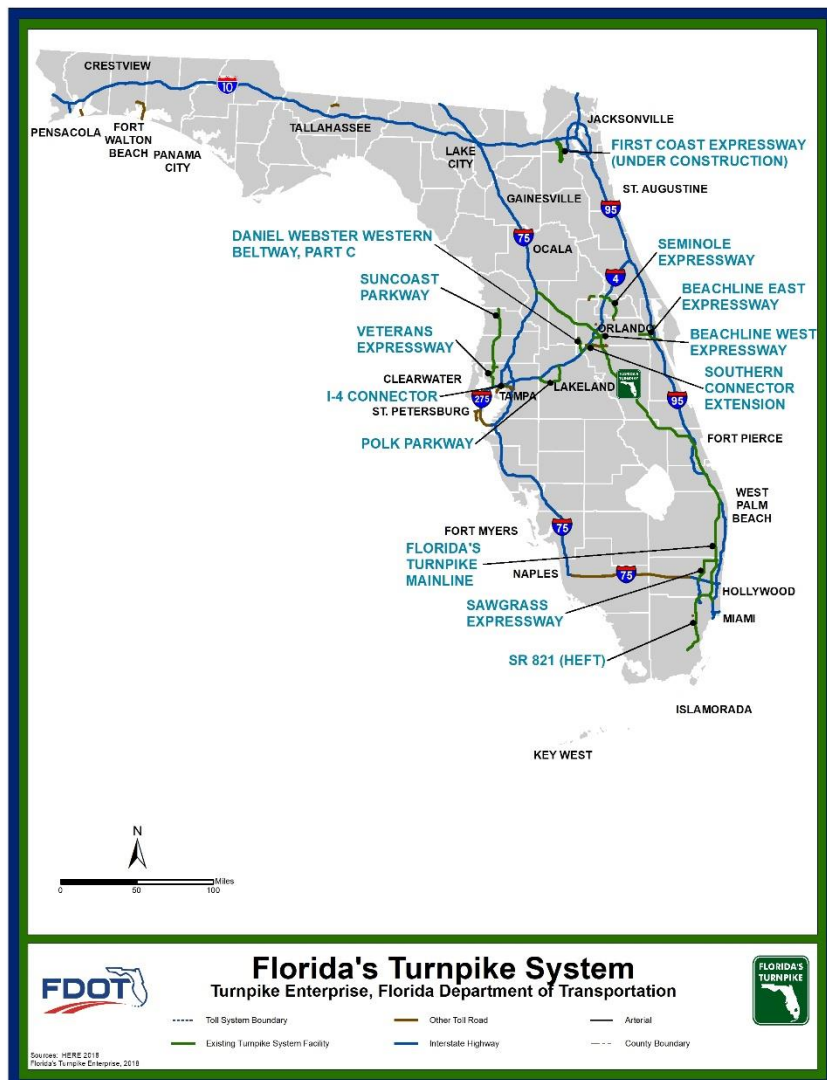 CRESTVIEW
10
PENSACOLA
FORT
WALTON
BEACH
PANAMA
CITY
TALLAHASSEE
LAKE
CITY
JACKSONVILLE
FIRST COAST EXPRESSWAY
(UNDER CONSTRUCTION)
ST. AUGUSTINE
GAINESVILLE
95
75
OCALA
DANIEL WEBSTER WESTERN
BELTWAY, PART C
SEMINOLE
EXPRESSWAY
4
SUNCOAST
PARKWAY
BEACHLINE EAST
EXPRESSWAY
ORLANDO
VETERANS
EXPRESSWAY
BEACHLINE WEST
EXPRESSWAY
CLEARWATER
I-4 CONNECTOR
275
TAMPA
LAKELAND
SOUTHERN
CONNECTOR
EXTENSION
95
ST. PETERSBURG
POLK PARKWAY
FORT PIERCE
WEST
PALM
BEACH
FORT MYERS
75
FLORIDA'S
TURNPIKE
MAINLINE
NAPLES
75
SAWGRASS
EXPRESSWAY
HOLLYWOOD
MIAMI
SR 821 (HEFT)
ISLAMORADA
KEY WEST
N
Miles
0 50 100
FDOT
Florida's Turnpike System
Turnpike Enterprise, Florida Department of Transportation
FLORIDA'S
TURNPIKE
Toll System Boundary
Other Toll Road
Arterial
Existing Turnpike System Facility
Interstate Highway
County Boundary
Sources: HERE 2018
Florida's Turnpike Enterprise, 2018